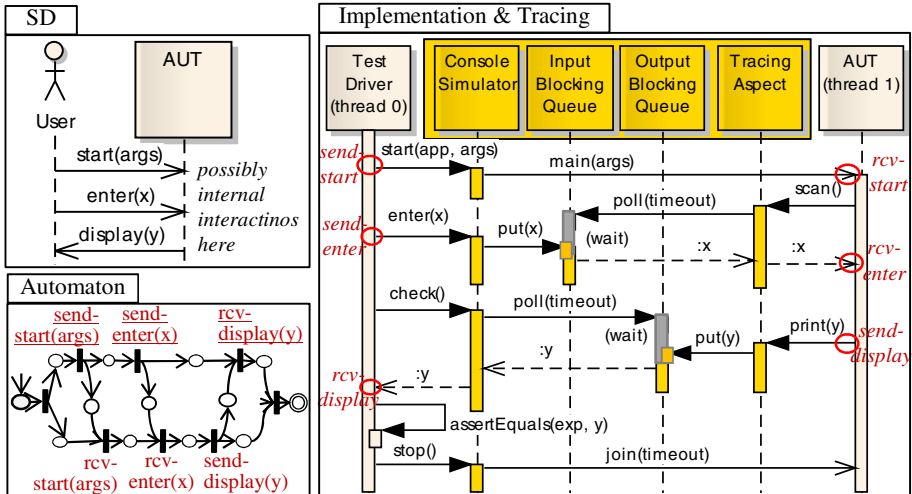 SD
User
AUT
start(args)
enter(x)
display(y)
possibly
internal
interactinos
here
Automaton
send-
start(args)
send-
enter(x)
rcv-
display(y)
rcv-
start(args)
rcv-
enter(x)
send-
display(y)
Implementation & Tracing
Test
Driver
(thread 0)
Console
Simulator
Input
Blocking
Queue
Output
Blocking
Queue
Tracing
Aspect
AUT
(thread 1)
send-
start
start(app, args)
main(args)
rcv-
start
scan()
poll(timeout)
send-
enter
enter(x)
put(x)
(wait)
:x
:x
rcv-
enter
check()
poll(timeout)
(wait)
print(y)
put(y)
send-
display
:y
:y
rcv-
display
assertEquals(exp, y)
stop()
join(timeout)